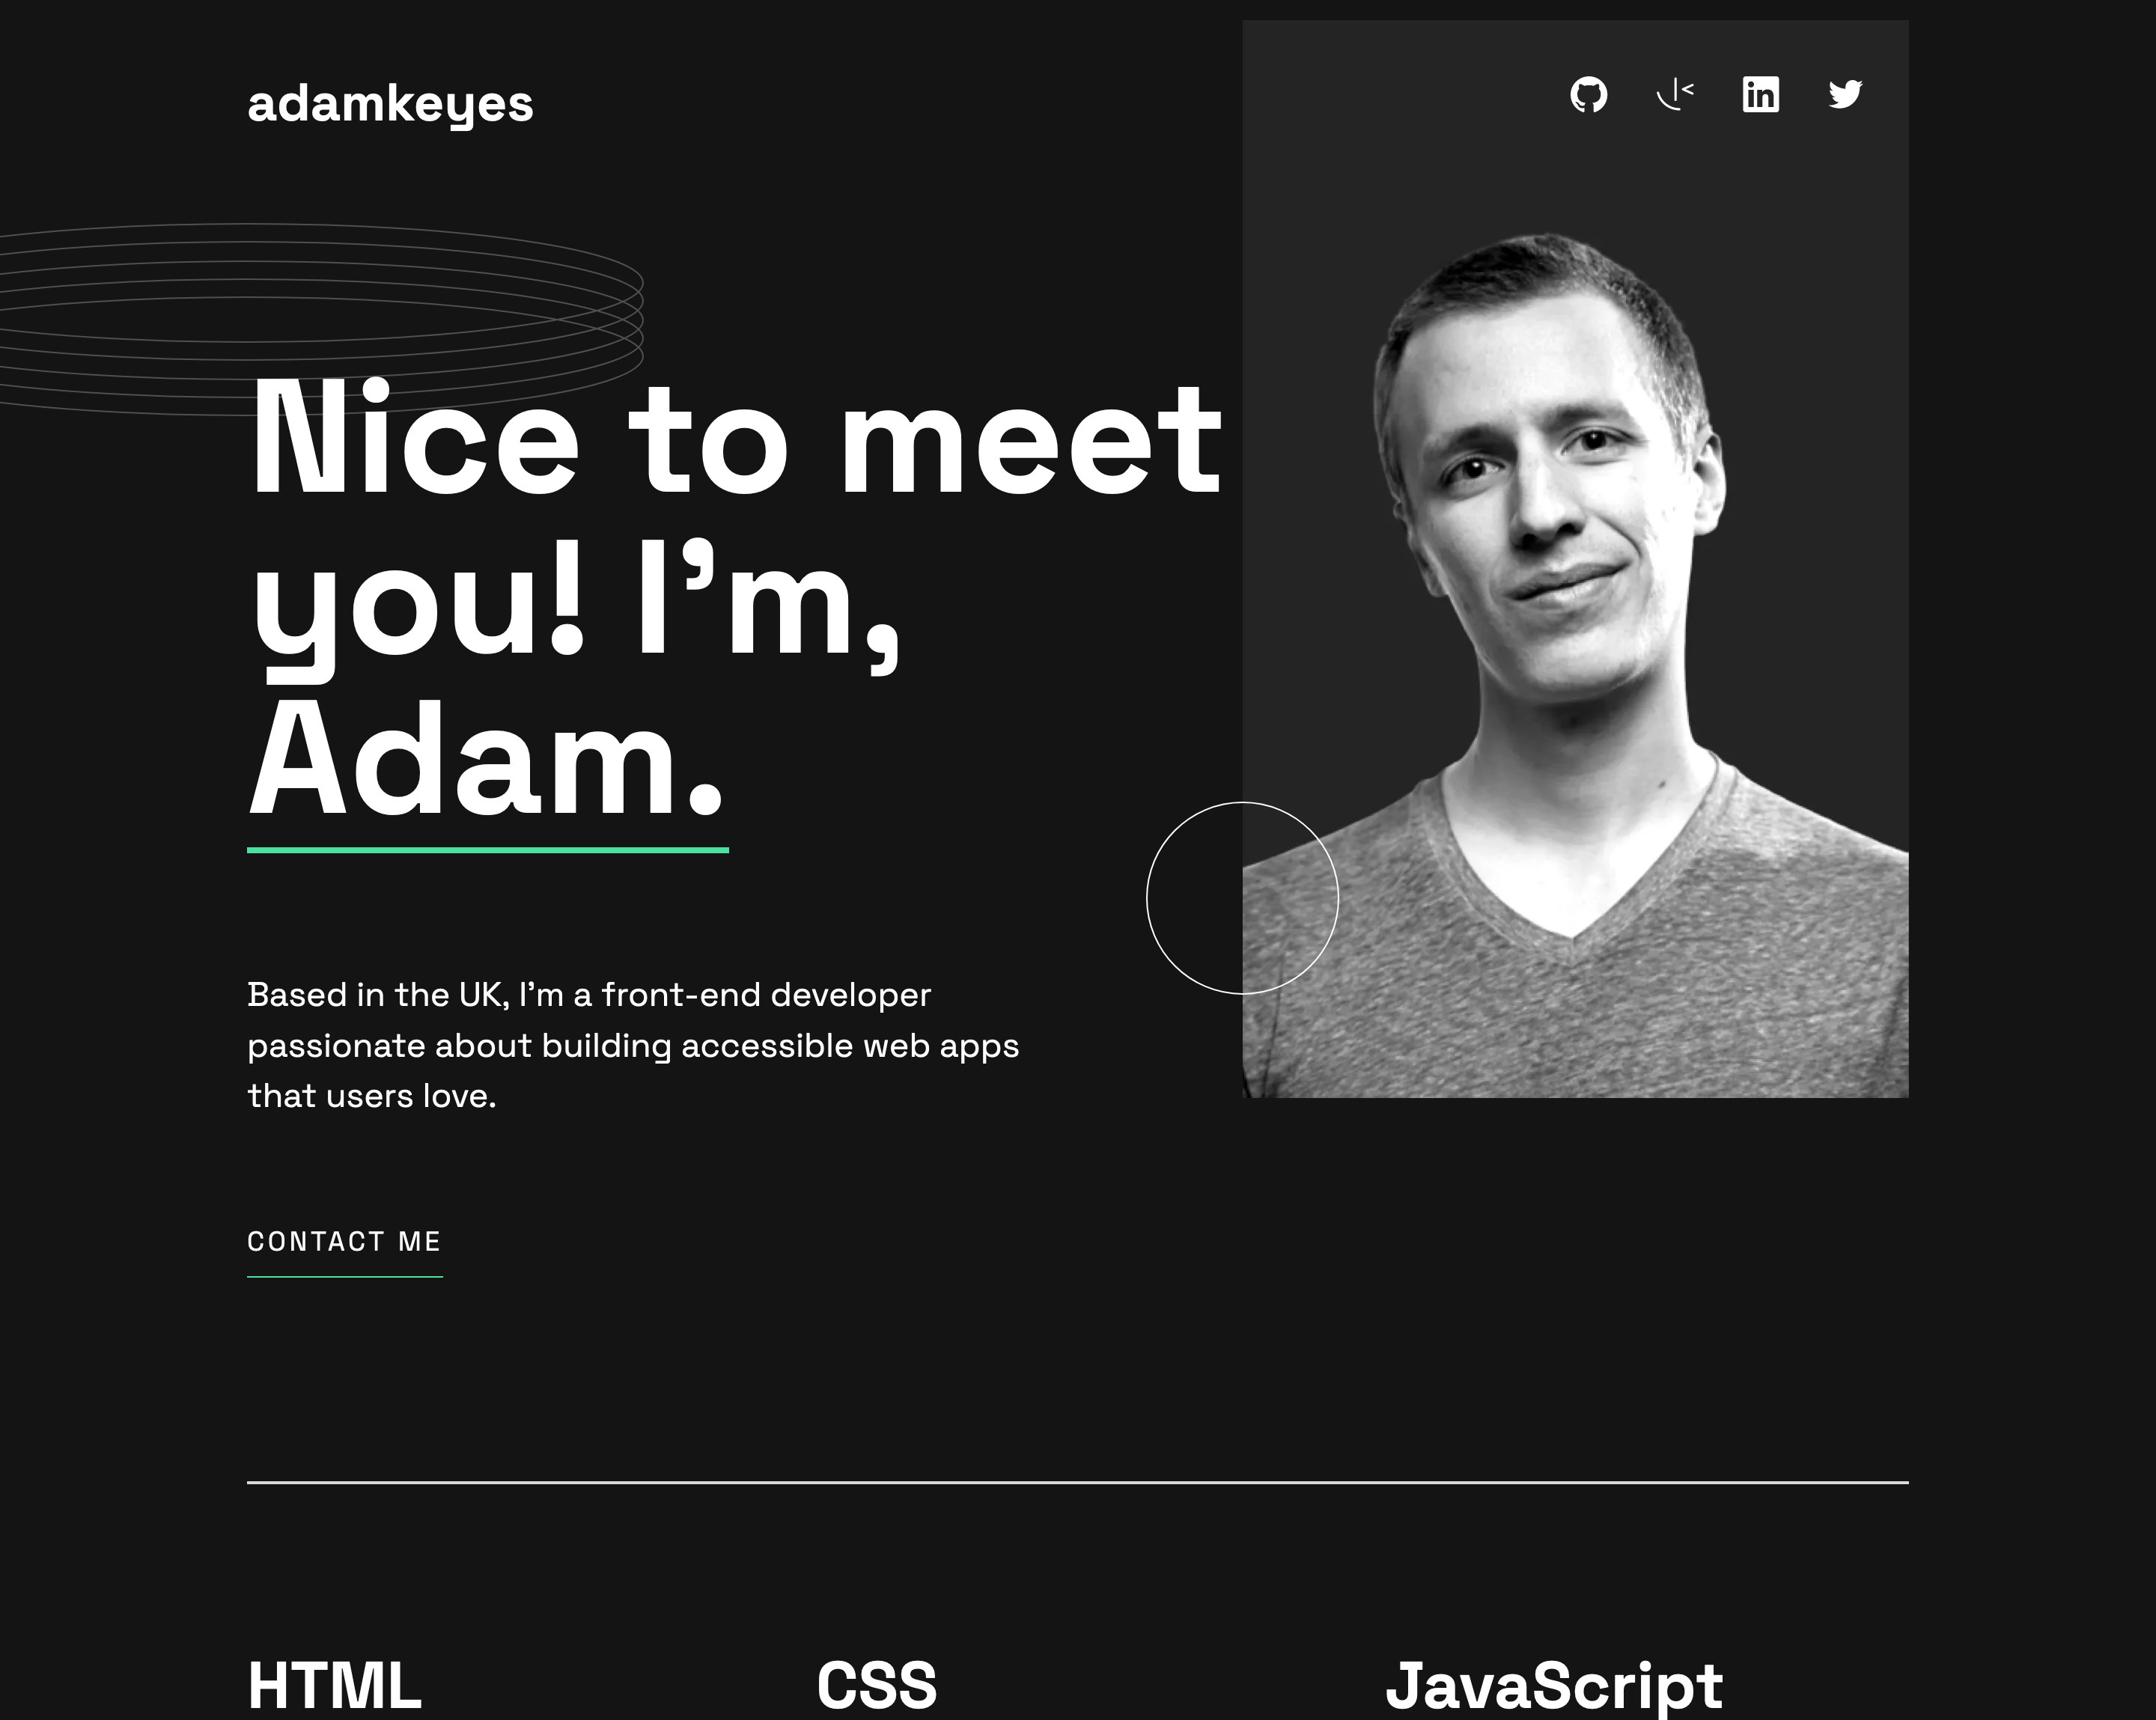 adamkeyes
Nice to meet
you! I’m,
Adam.
Based in the UK, I’m a front-end developer
passionate about building accessible web apps
that users love.
CONTACT ME
HTML
CSS
JavaScript